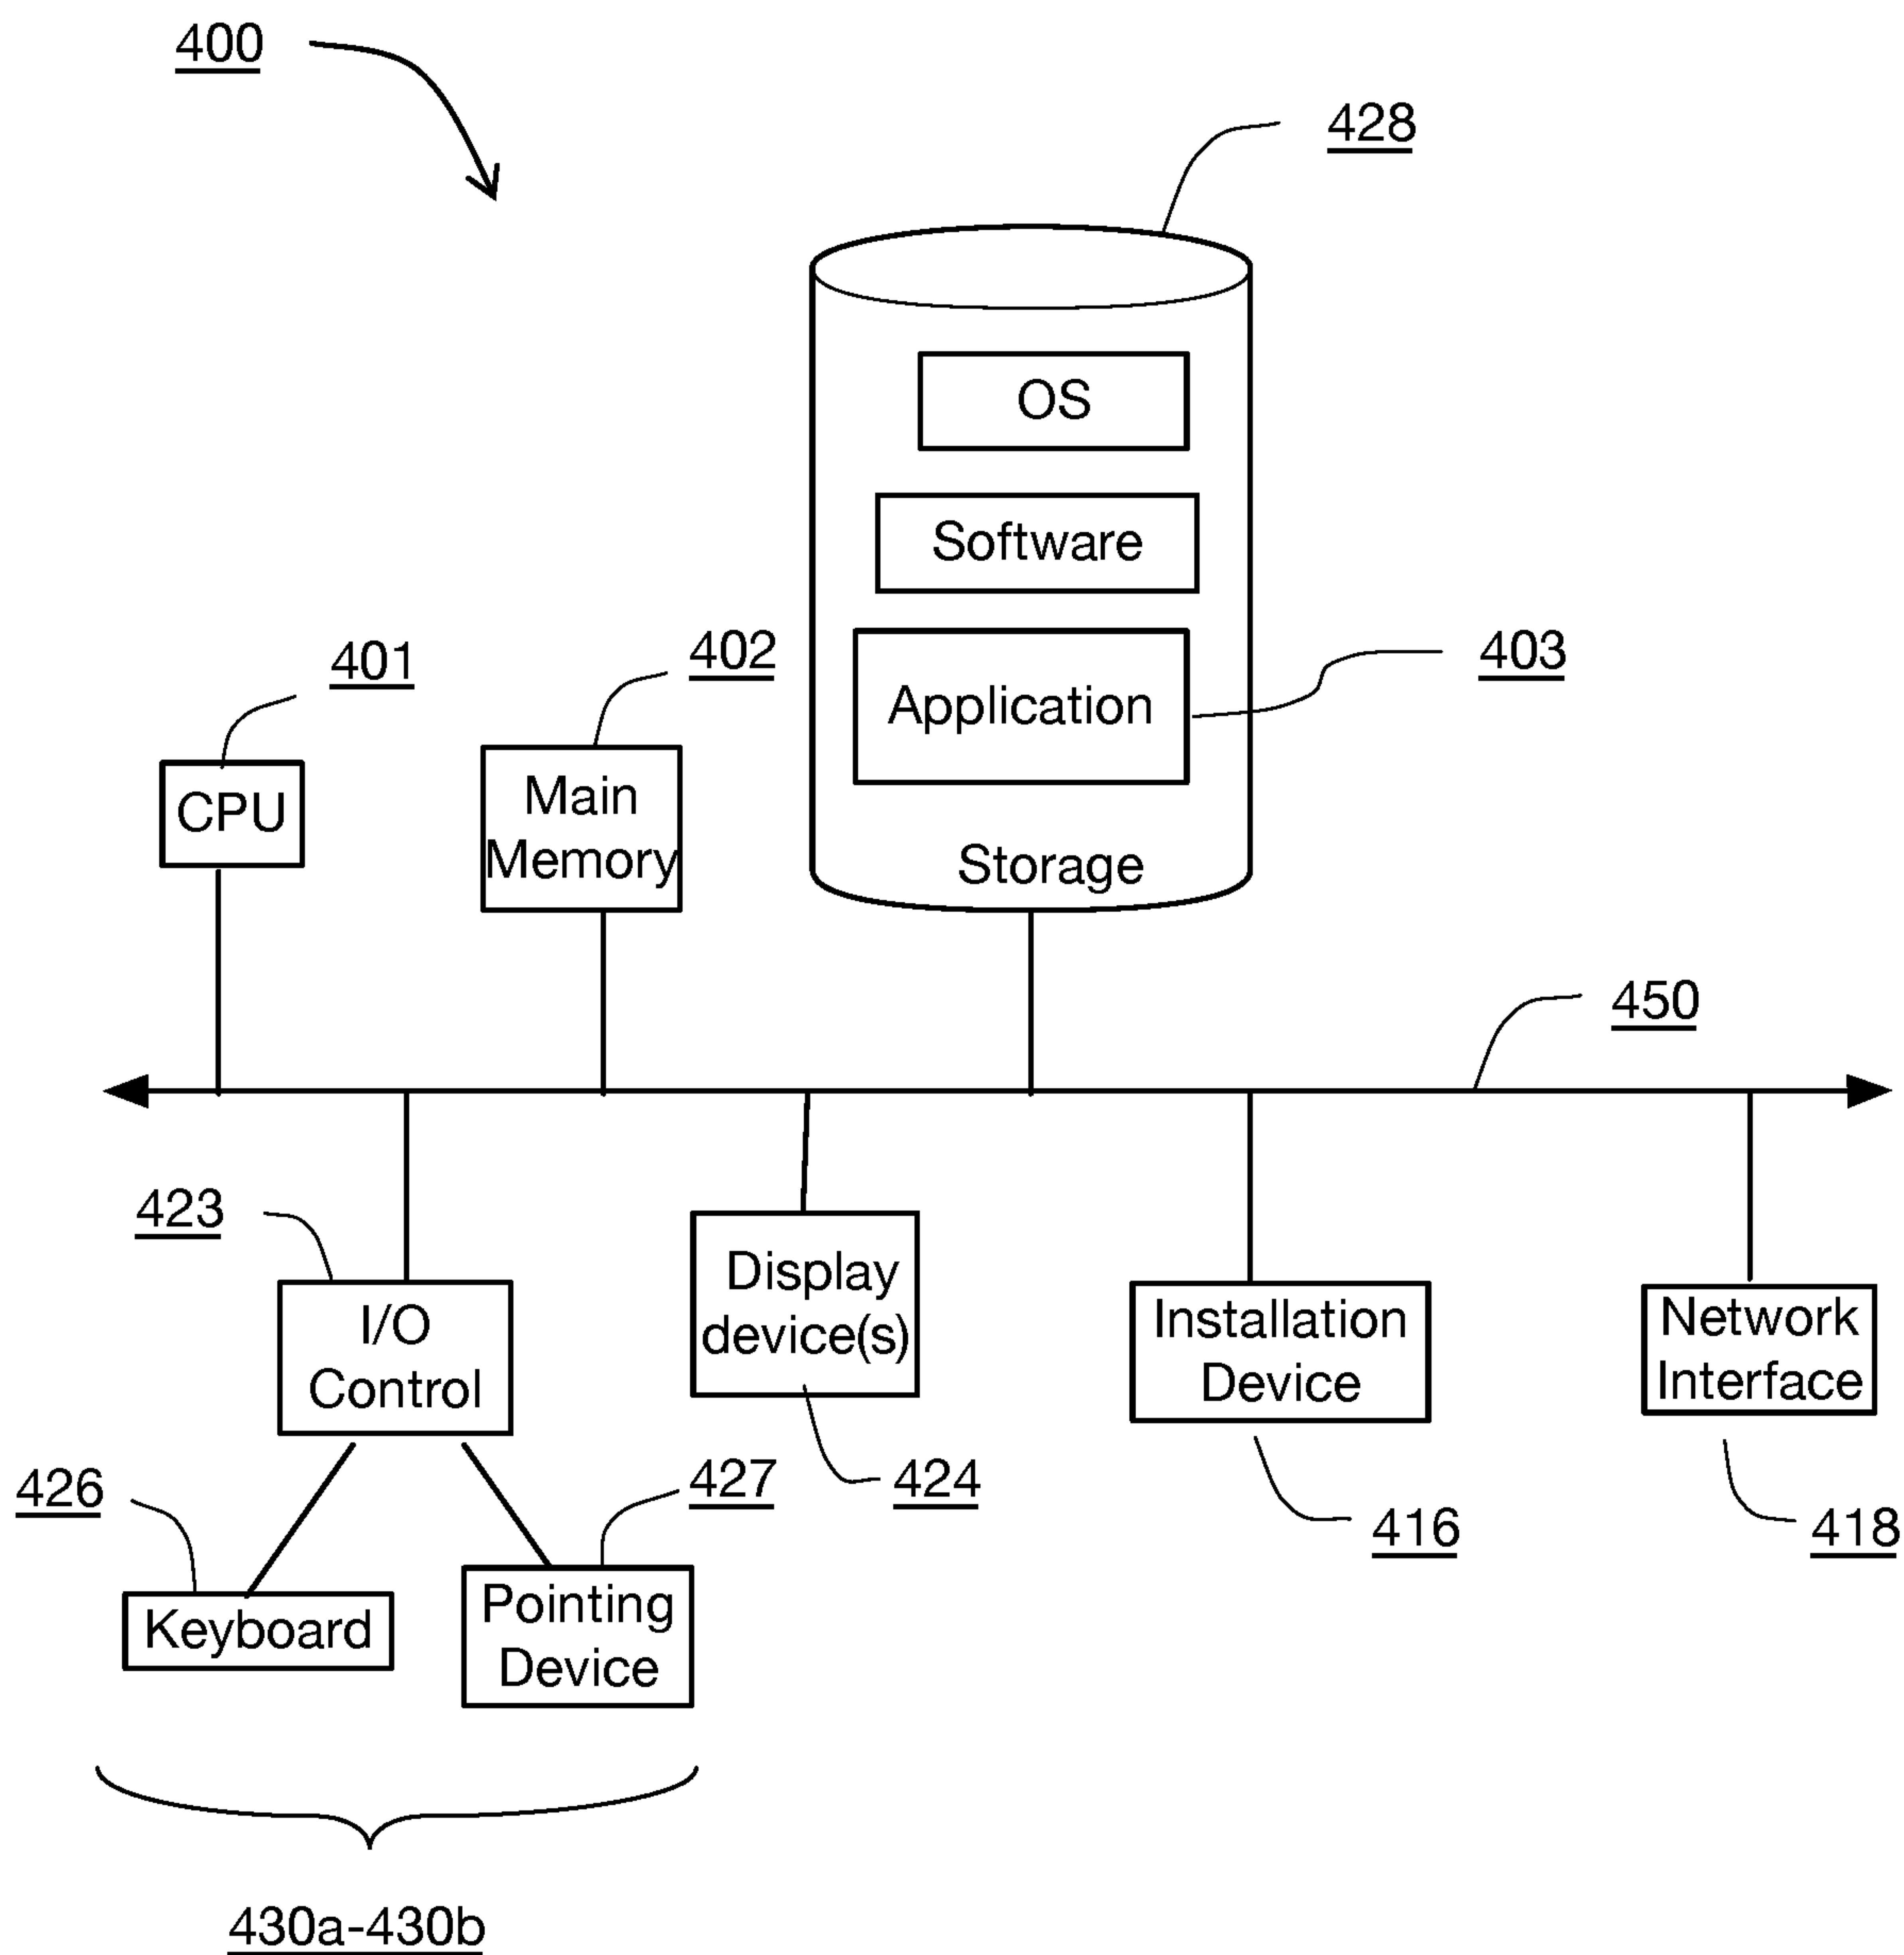 400
428
OS
Software
401
402
403
Application
CPU
Main
Memory
Storage
450
423
Display
device(s)
I/O
Control
Installation
Device
Network
Interface
426
427
424
416
418
Keyboard
Pointing
Device
430a-430b